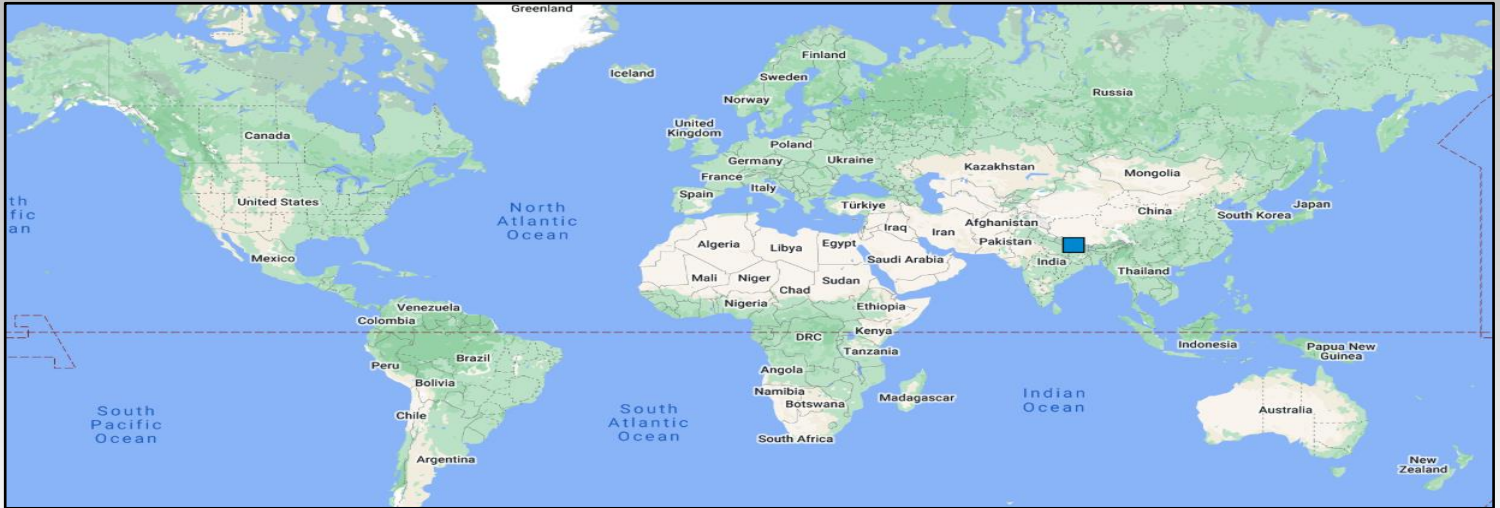 Greenland
Iceland
Finland
Sweden
Norway
Russia
United
Kingdom
Canada
Poland
Germany
Ukraine
France
Kazakhstan
Mongolia
Italy
Spain
United States
th
fic
an
North
Atlantic
Ocean
Türkiye
China
Japan
South Korea
Iraq
Iran
Afghanistan
Pakistan
Algeria
Libya
Egypt
Saudi Arabia
India
Mexico
Thailand
Mali
Niger
Chad
Sudan
Nigeria
Ethiopia
Venezuela
Colombia
DRC
Kenya
Tanzania
Indonesia
Papua New
Guinea
Peru
Brazil
Bolivia
Angola
Namibia
Botswana
Madagascar
Indian
Ocean
Australia
South
Pacific
Ocean
Chile
South
Atlantic
Ocean
South Africa
Argentina
New
Zealand